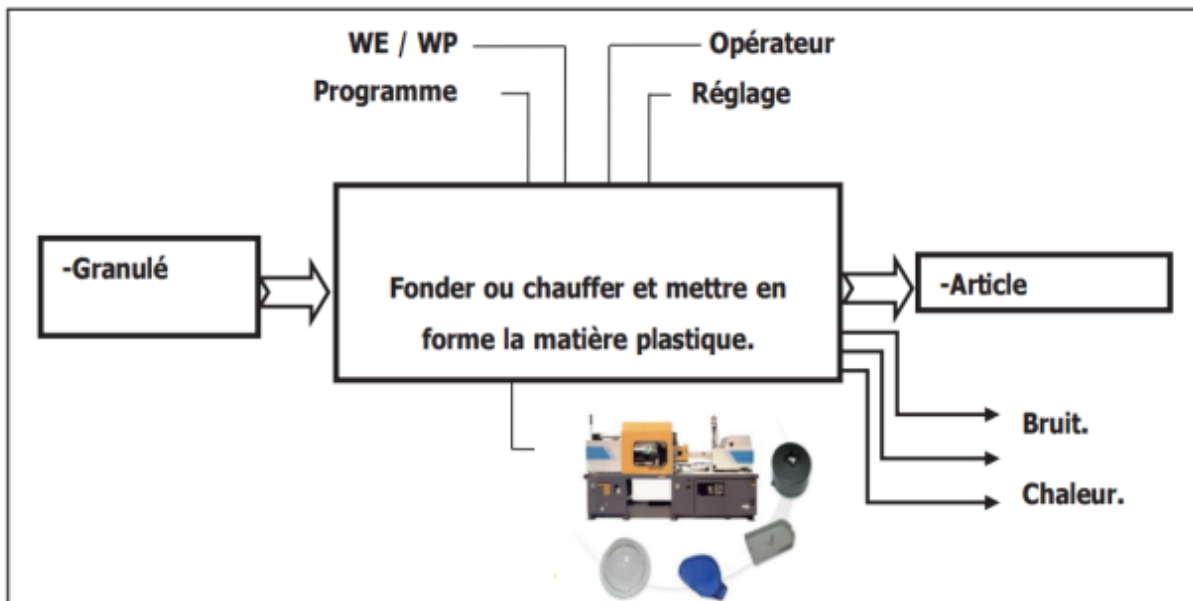 WE / WP
Opérateur
Programme
Réglage
-Granulé
Fonder ou chauffer et mettre en
forme la matière plastique.
-Article
Bruit.
Chaleur.